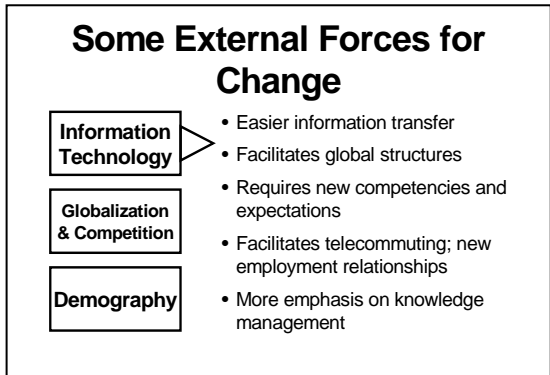 Some External Forces for
Change
Information
Technology
Globalization
& Competition
Demography
• Easier information transfer
• Facilitates global structures
• Requires new competencies and
expectations
• Facilitates telecommuting; new
employment relationships
• More emphasis on knowledge
management